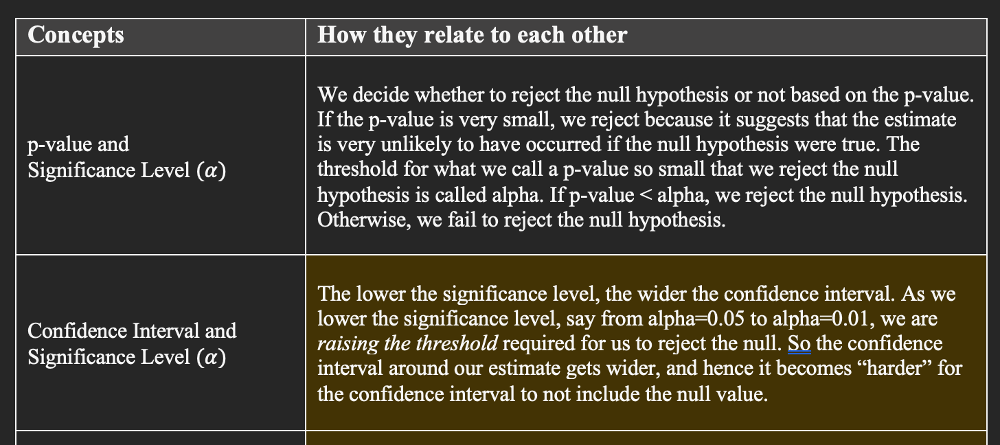 Concepts
How they relate to each other
p-value and
Significance Level (α)
We decide whether to reject the null hypothesis or not based on the p-value.
If the p-value is very small, we reject because it suggests that the estimate
is very unlikely to have occurred if the null hypothesis were true. The
threshold for what we call a p-value so small that we reject the null
hypothesis is called alpha. If p-value < alpha, we reject the null hypothesis.
Otherwise, we fail to reject the null hypothesis.
Confidence Interval and
Significance Level (α)
The lower the significance level, the wider the confidence interval. As we
lower the significance level, say from alpha=0.05 to alpha=0.01, we are
raising the threshold required for us to reject the null. So the confidence
interval around our estimate gets wider, and hence it becomes “harder” for
the confidence interval to not include the null value.